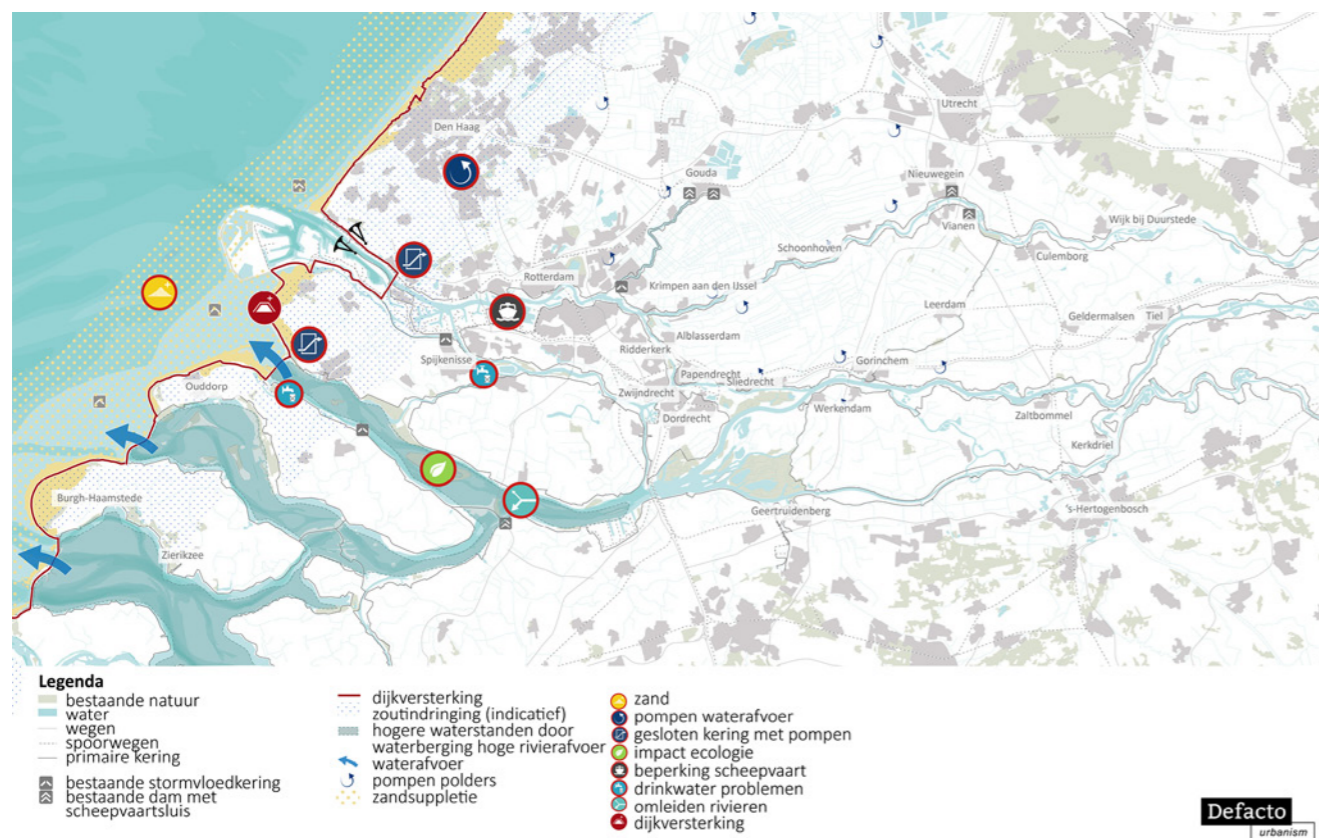 Utrecht
Den Haag
Gouda
Nieuwegein
Wijk bij Duurstede
Vianen
Schoonhoven
Culemborg
Rotterdam
Krimpen aan den IJssel
Leerdam
Geldermalsen
Tiel
Alblasserdam
Ridderkerk
Gorinchem
Spijkenisse
Papendrecht
Sliedrecht
Ouddorp
Zwijndrecht
Werkendam
Zaltbommel
Dordrecht
Kerkdriel
Burgh-Haamstede
Geertruidenberg
's-Hertogenbosch
Zierikzee
Legenda
bestaande natuur
water
wegen
spoorwegen
primaire kering
bestaande stormvloedkering
bestaande dam met
scheepvaartsluis
dijkversterking
zoutindringing (indicatief)
hogere waterstanden door
waterberging hoge rivierafvoer
waterafvoer
pompen polders
zandsuppletie
zand
pompen waterafvoer
gesloten kering met pompen
impact ecologie
beperking scheepvaart
drinkwater problemen
omleiden rivieren
dijkversterking
Defacto
urbanism